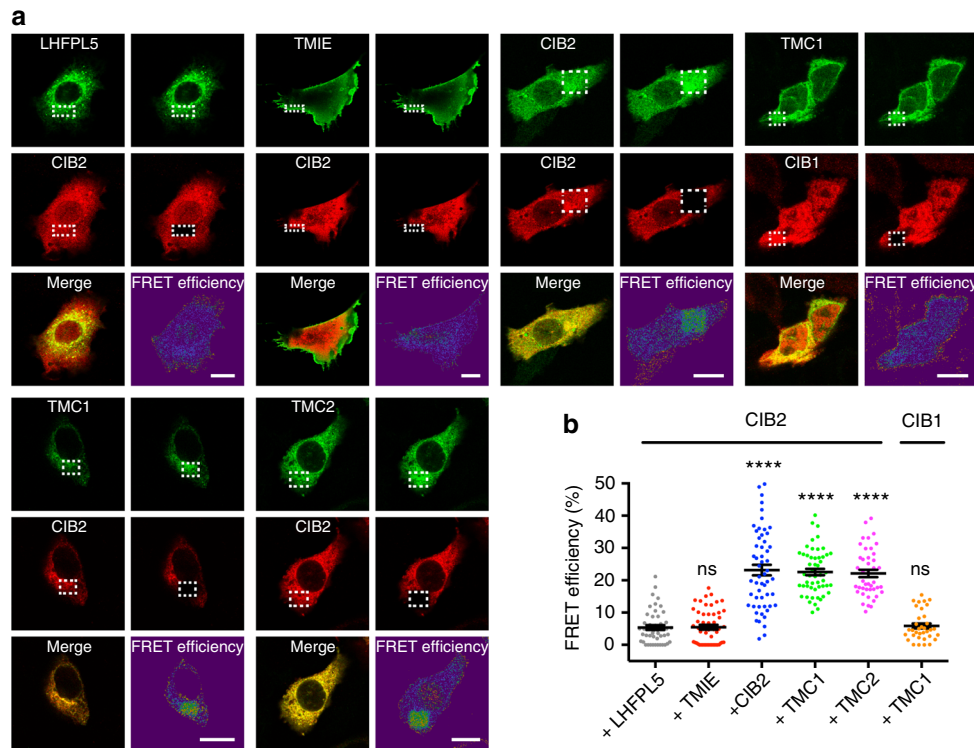 a
LHFPL5 TMIE CIB2 TMC1
CIB2 CIB2 CIB2 CIB1
Merge FRET efficiency Merge FRET efficiency Merge FRET efficiency Merge FRET efficiency
TMC1 TMC2
CIB2 CIB2
Merge FRET efficiency Merge FRET efficiency
b
CIB2 CIB1
FRET efficiency (%)
50
40
30
20
10
0
ns **** **** **** ns
+ LHFPL5
+ TMIE
+CIB2
+ TMC1
+ TMC2
+ TMC1